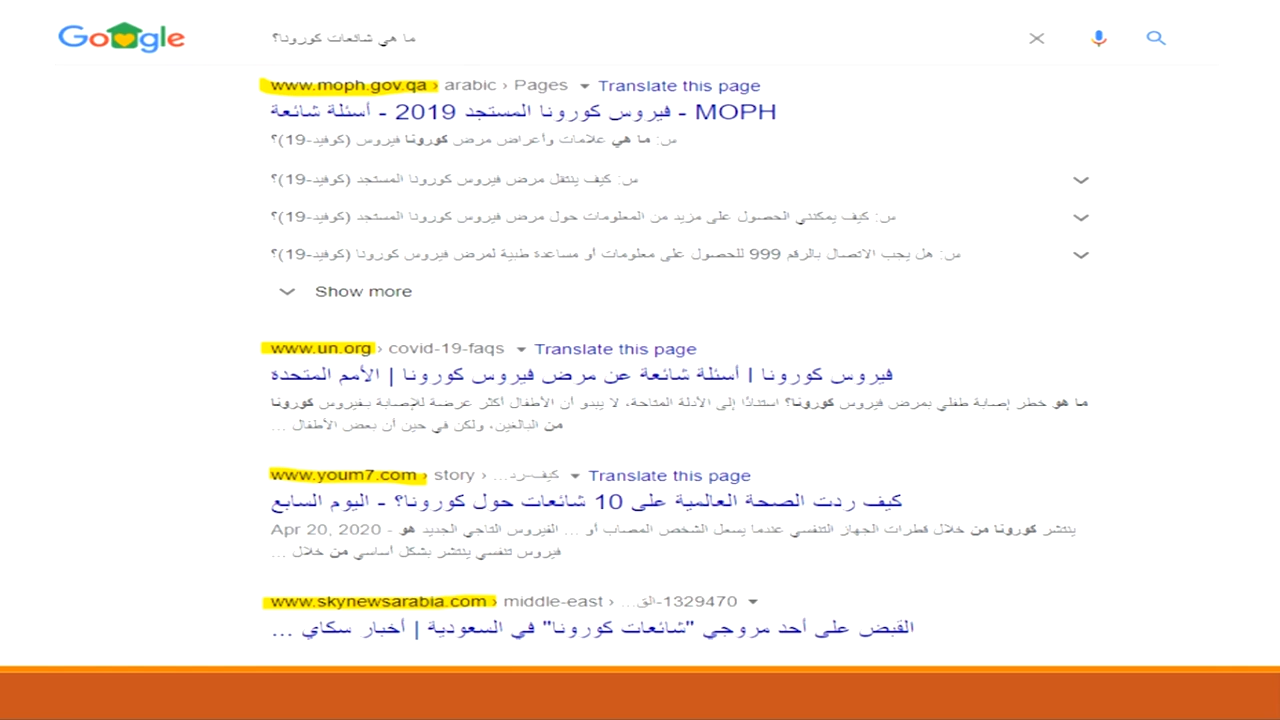 Google
ما هي شائعات كورونا؟
www.moph.gov.qa › arabic › Pages Translate this page
MOPH - فيروس كورونا المستجد 2019 - أسئلة شائعة
س: ما هي علامات وأعراض مرض كورونا فيروس (كوفيد-19)؟
س: كيف ينتقل مرض فيروس كورونا المستجد (كوفيد-19)؟
س: كيف يمكنني الحصول على مزيد من المعلومات حول مرض فيروس كورونا المستجد (كوفيد-19)؟
س: هل يجب الاتصال بالرقم 999 للحصول على معلومات أو مساعدة طبية لمرض فيروس كورونا (كوفيد-19)؟
Show more
www.un.org › covid-19-faqs Translate this page
فيروس كورونا | أسئلة شائعة عن مرض فيروس كورونا | الأمم المتحدة
ما هو خطر إصابة طفلي بمرض فيروس كورونا؟ استنادًا إلى الأدلة المتاحة، لا يبدو أن الأطفال أكثر عرضة للإصابة بـفيروس كورونا
من البالغين، ولكن في حين أن بعض الأطفال ...
www.youm7.com › story › كيف-رد... Translate this page
كيف ردت الصحة العالمية على 10 شائعات حول كورونا؟ - اليوم السابع
Apr 20, 2020 - ينتشر كورونا من خلال قطرات الجهاز التنفسي عندما يسعل الشخص المصاب أو ... الفيروس التاجي الجديد هو
فيروس تنفسي ينتشر بشكل أساسي من خلال ...
www.skynewsarabia.com › middle-east › 1329470-الق...
القبض على أحد مروجي "شائعات كورونا" في السعودية | أخبار سكاي ...